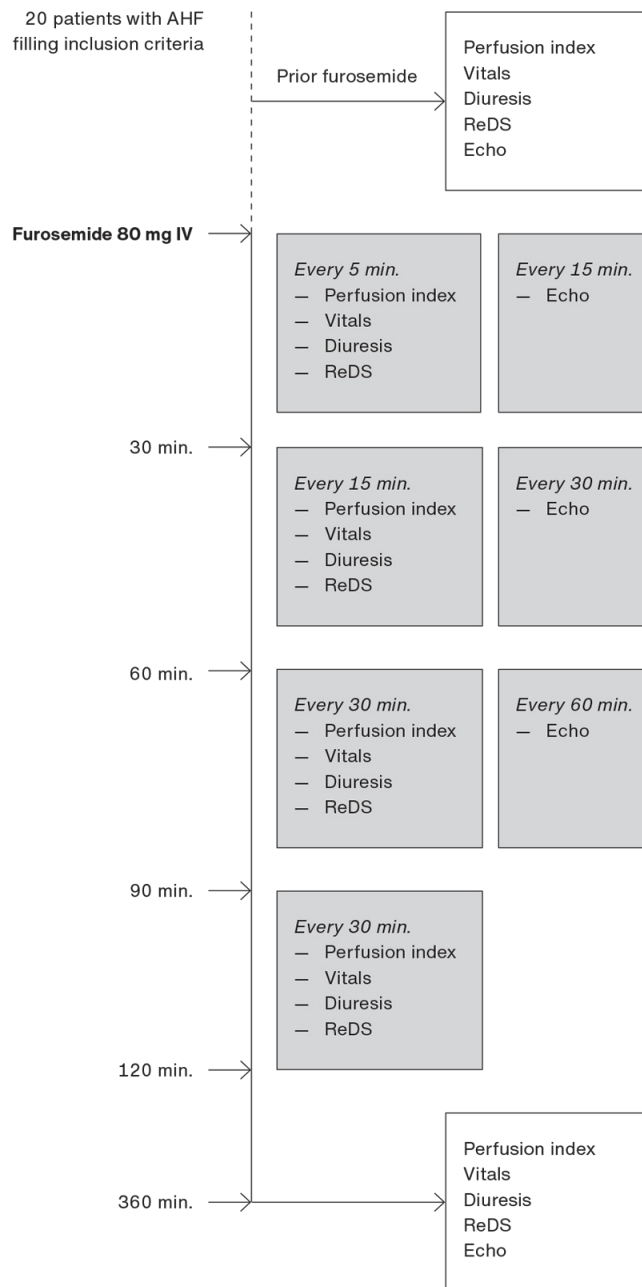 20 patients with AHF
filling inclusion criteria
Prior furosemide
Perfusion index
Vitals
Diuresis
ReDS
Echo
Furosemide 80 mg IV
Every 5 min.
— Perfusion index
— Vitals
— Diuresis
— ReDS
Every 15 min.
— Echo
30 min.
Every 15 min.
— Perfusion index
— Vitals
— Diuresis
— ReDS
Every 30 min.
— Echo
60 min.
Every 30 min.
— Perfusion index
— Vitals
— Diuresis
— ReDS
Every 60 min.
— Echo
90 min.
Every 30 min.
— Perfusion index
— Vitals
— Diuresis
— ReDS
120 min.
360 min.
Perfusion index
Vitals
Diuresis
ReDS
Echo